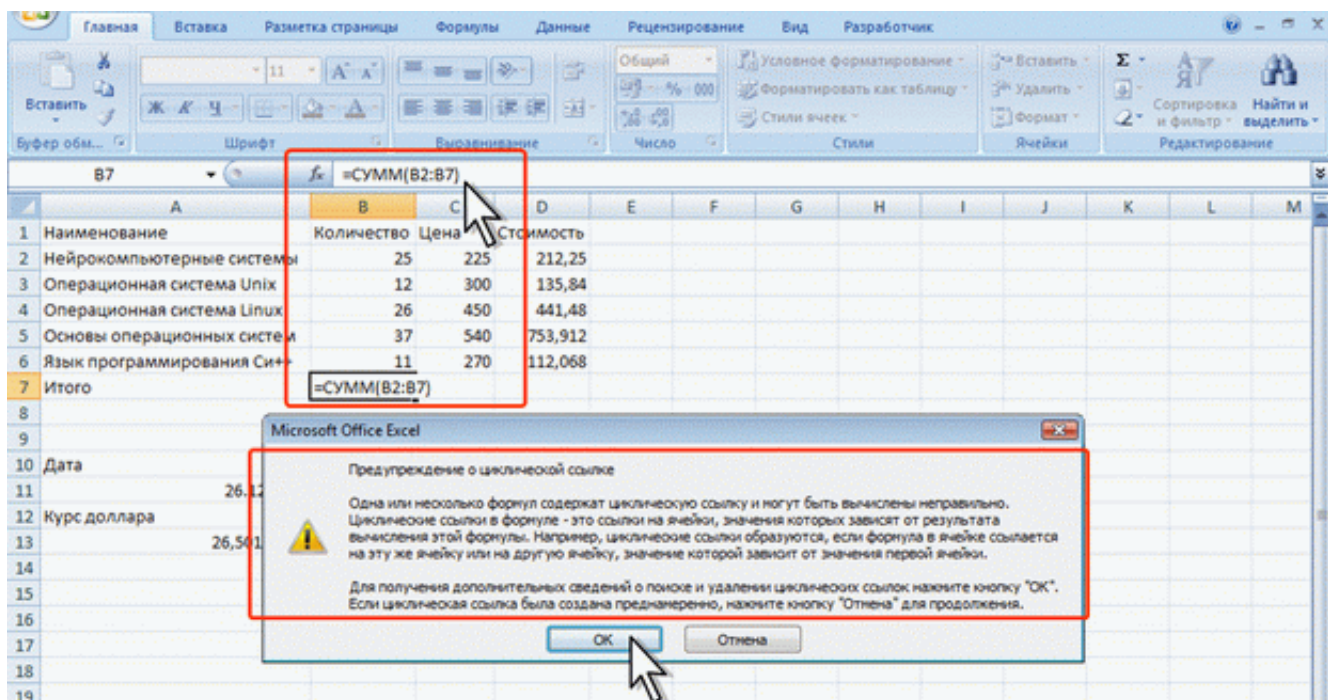 Главная Вставка Разметка страницы Формулы Данные Рецензирование Вид Разработчик
11 Общий Условное форматирование Вставить Σ
Вставить Ж К Ч % 000 Форматировать как таблицу Удалить Сортировка и фильтр Найти и выделить
Стили ячеек Формат
Буфер обм... Шрифт Выравнивание Число Стили Ячейки Редактирование
B7 fx =СУММ(B2:B7)
A B C D E F G H I J K L M
1 Наименование Количество Цена Стоимость
2 Нейрокомпьютерные системы 25 225 212,25
3 Операционная система Unix 12 300 135,84
4 Операционная система Linux 26 450 441,48
5 Основы операционных систем 37 540 753,912
6 Язык программирования Си++ 11 270 112,068
7 Итого =СУММ(B2:B7)
8
Microsoft Office Excel
9
10 Дата
Предупреждение о циклической ссылке
11 26.12
Одна или несколько формул содержат циклическую ссылку и могут быть вычислены неправильно.
12 Курс доллара
Циклические ссылки в формуле - это ссылки на ячейки, значения которых зависят от результата
13 26,501
вычисления этой формулы. Например, циклические ссылки образуются, если формула в ячейке ссылается
на эту же ячейку или на другую ячейку, значение которой зависит от значения первой ячейки.
14
15
Для получения дополнительных сведений о поиске и удалении циклических ссылок нажмите кнопку "ОК".
Если циклическая ссылка была создана преднамеренно, нажмите кнопку "Отмена" для продолжения.
16
17
ОК Отмена
18
19